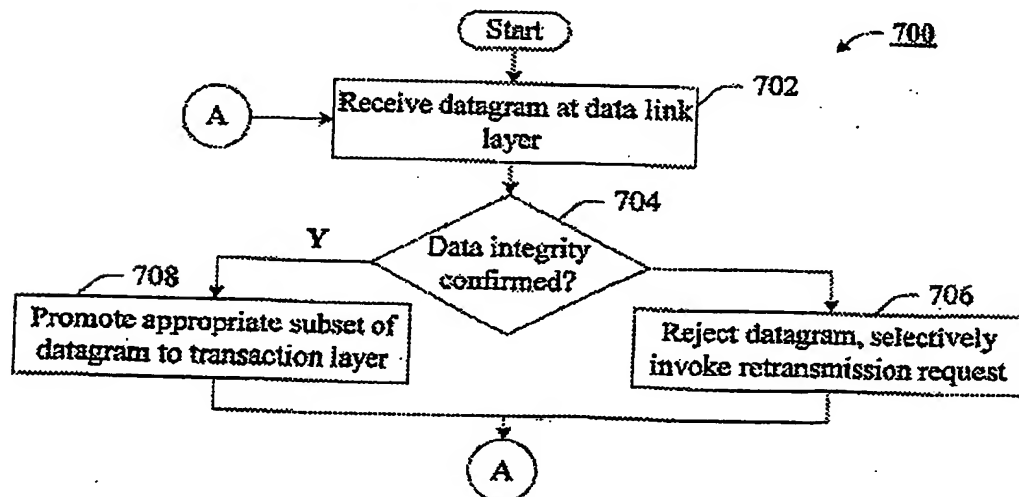 Start
700
A
Receive datagram at data link
layer
702
704
Data integrity
confirmed?
Y
708
Promote appropriate subset of
datagram to transaction layer
706
Reject datagram, selectively
invoke retransmission request
A